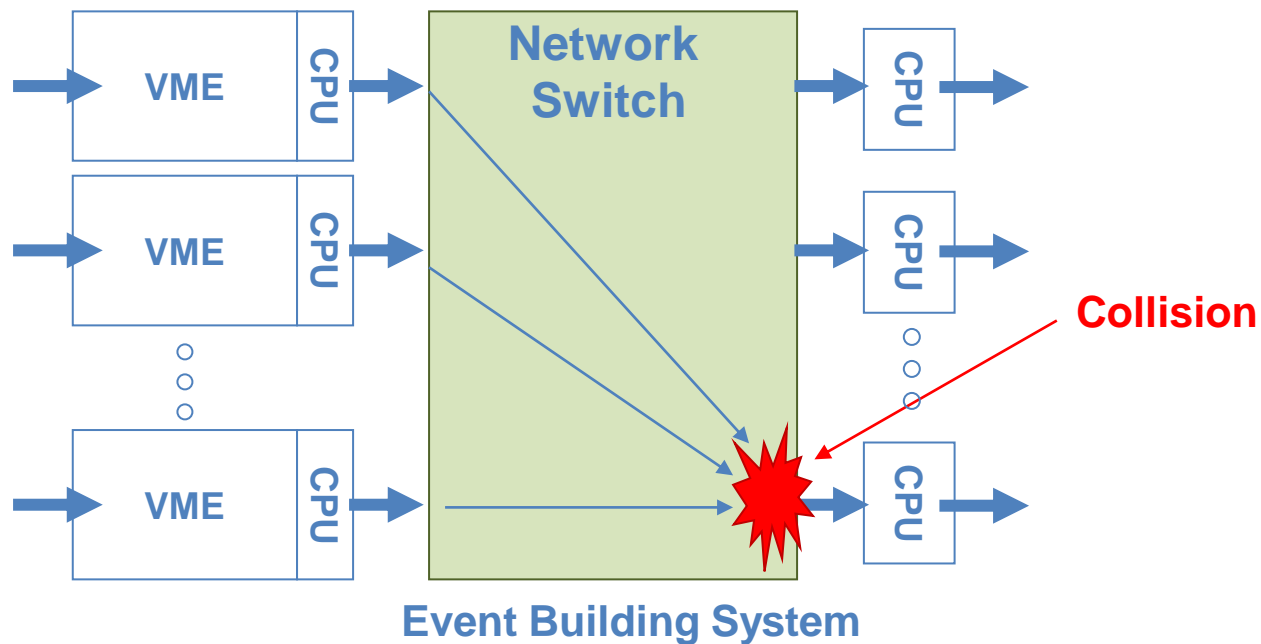 VME
CPU
Network
Switch
CPU
VME
CPU
CPU
Collision
VME
CPU
CPU
Event Building System